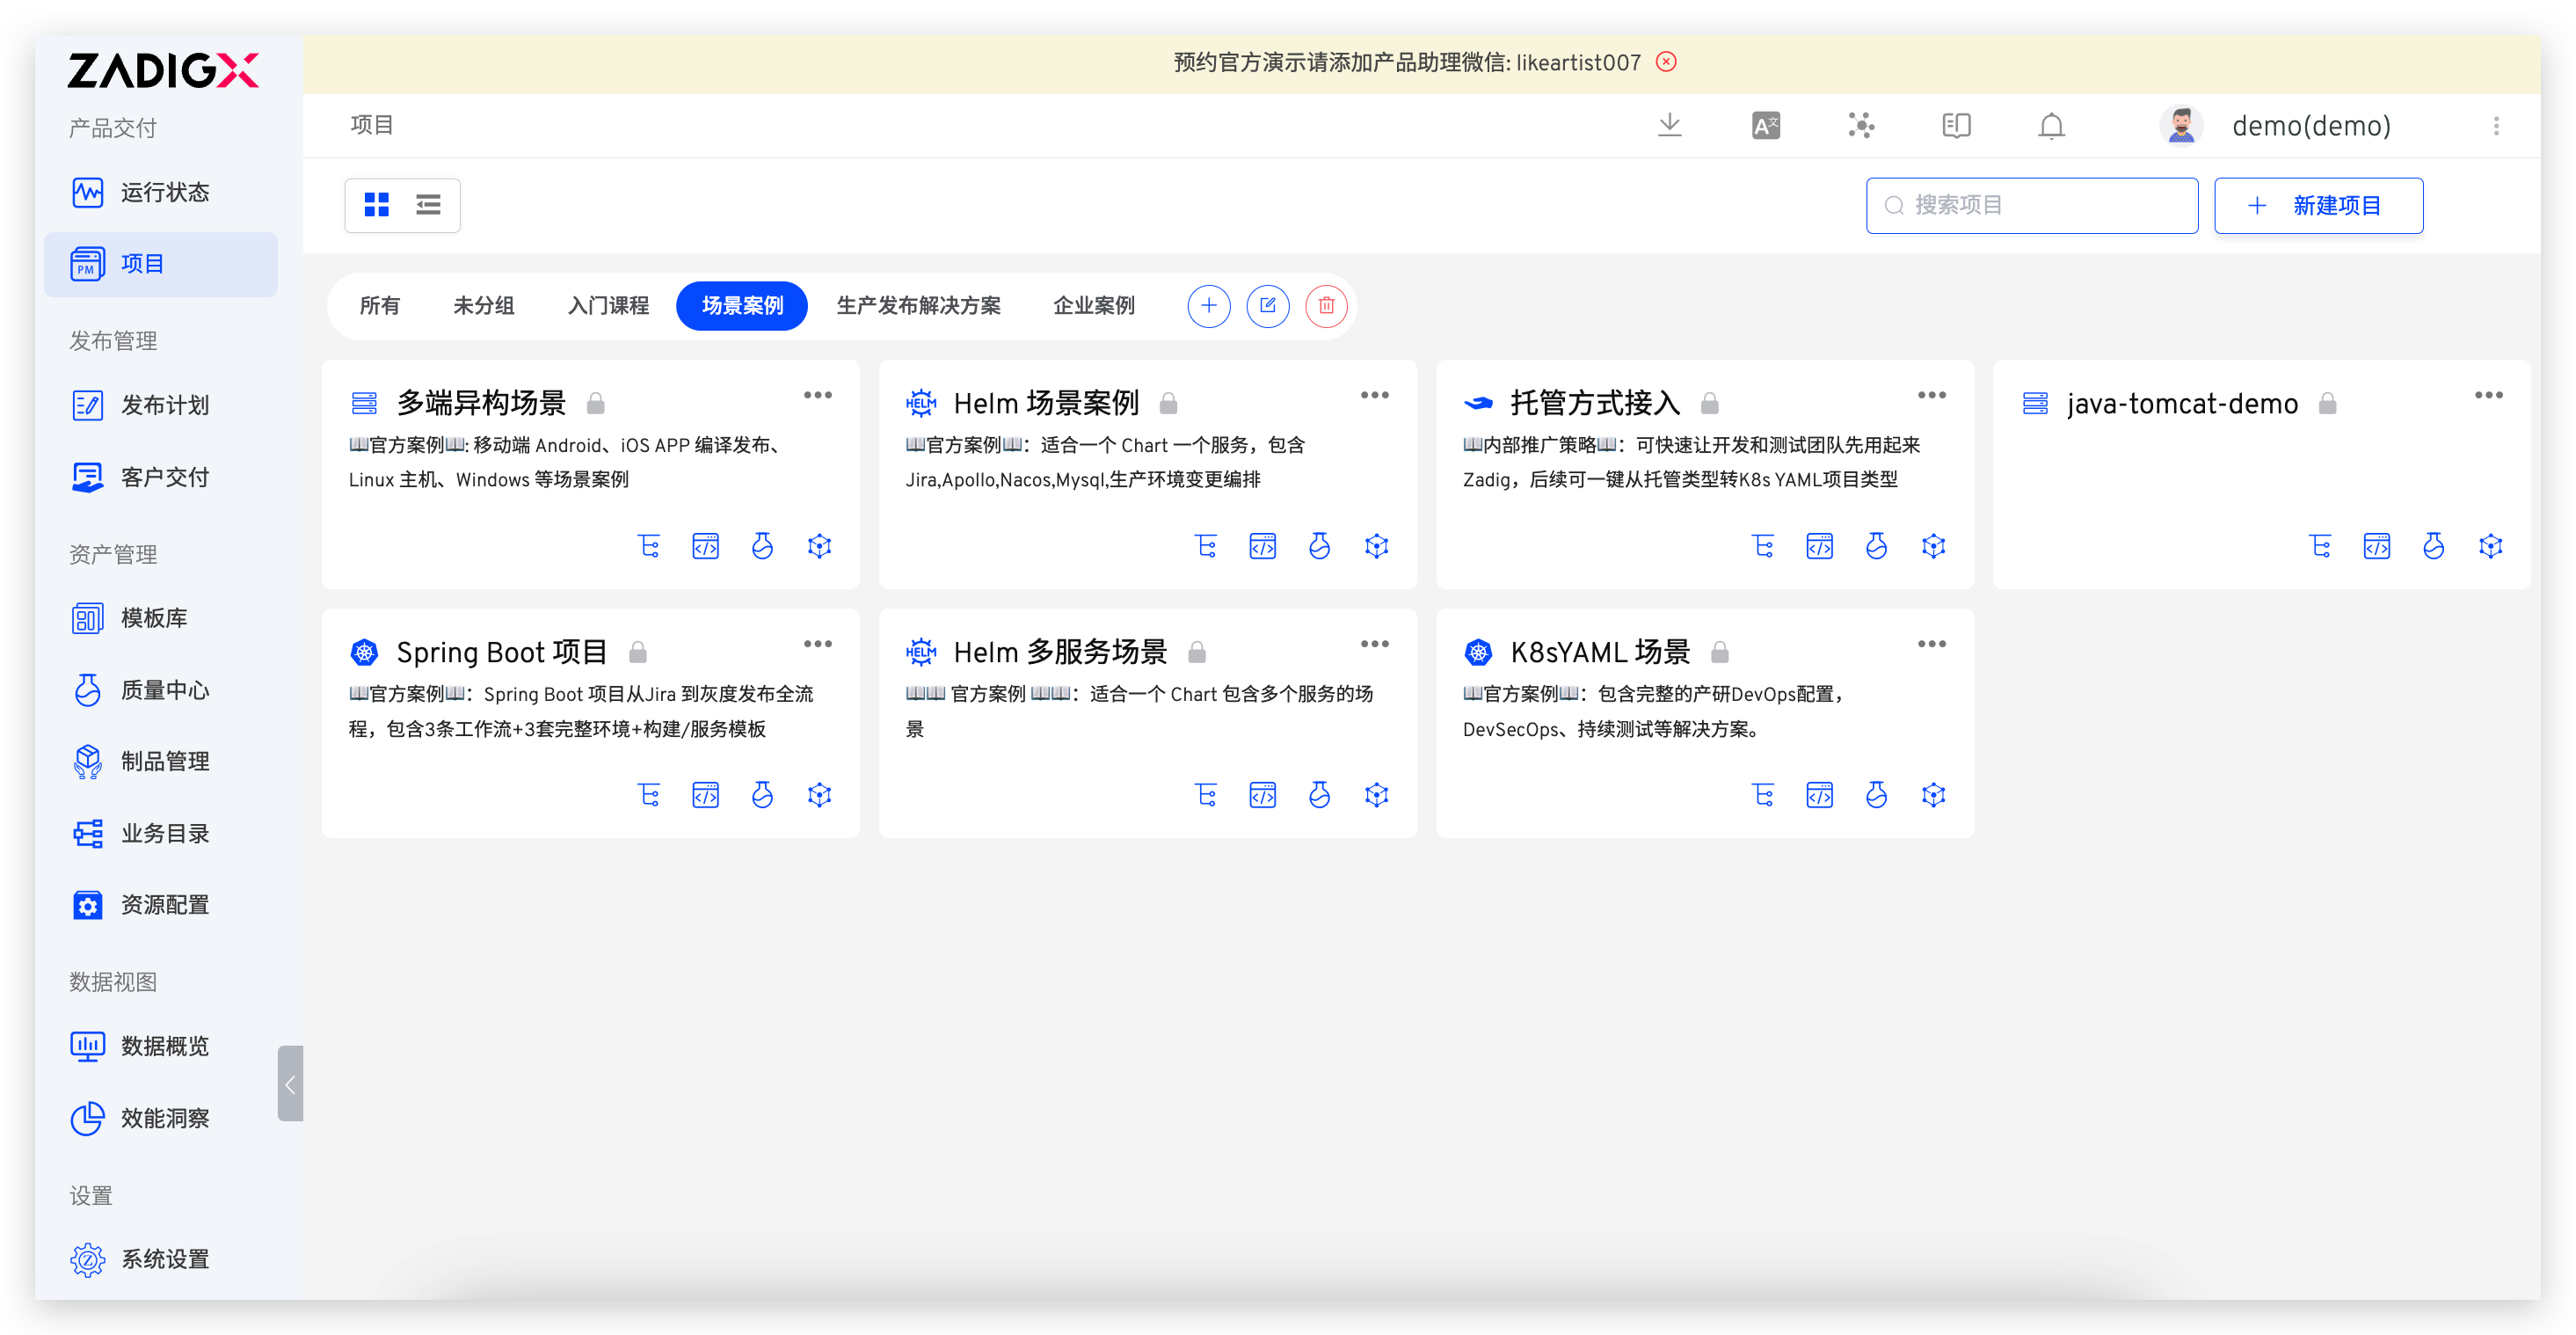 ZADIGX
产品交付
运行状态
PM
项目
发布管理
发布计划
客户交付
资产管理
模板库
质量中心
制品管理
业务目录
资源配置
数据视图
数据概览
效能洞察
设置
Z
系统设置
预约官方演示请添加产品助理微信: likeartist007
项目
A文
demo(demo)
搜索项目
新建项目
所有 未分组 入门课程 场景案例 生产发布解决方案 企业案例
多端异构场景
📖官方案例📖: 移动端 Android、iOS APP 编译发布、
Linux 主机、Windows 等场景案例
HELM
Helm 场景案例
📖官方案例📖：适合一个 Chart 一个服务，包含
Jira,Apollo,Nacos,Mysql,生产环境变更编排
托管方式接入
📖内部推广策略📖：可快速让开发和测试团队先用起来
Zadig，后续可一键从托管类型转K8s YAML项目类型
java-tomcat-demo
Spring Boot 项目
📖官方案例📖：Spring Boot 项目从Jira 到灰度发布全流
程，包含3条工作流+3套完整环境+构建/服务模板
HELM
Helm 多服务场景
📖📖 官方案例 📖📖：适合一个 Chart 包含多个服务的场
景
K8sYAML 场景
📖官方案例📖：包含完整的产研DevOps配置，
DevSecOps、持续测试等解决方案。